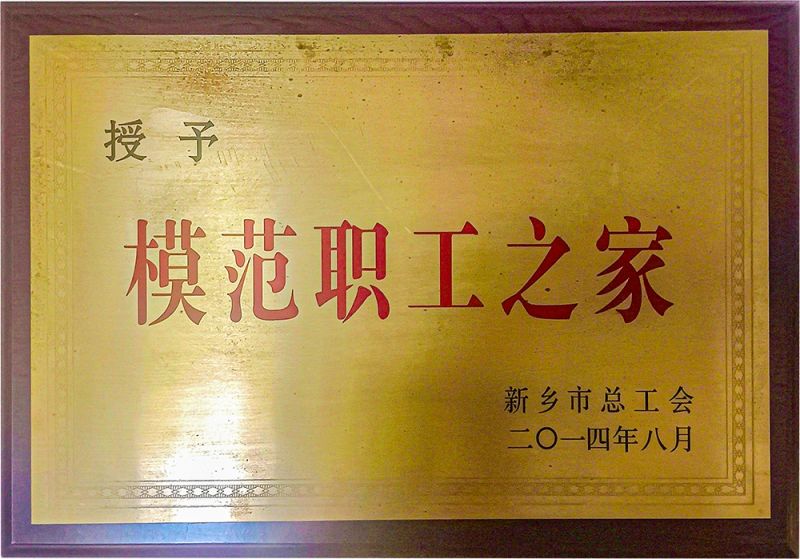 授予
模范职工之家
新乡市总工会
二〇一四年八月